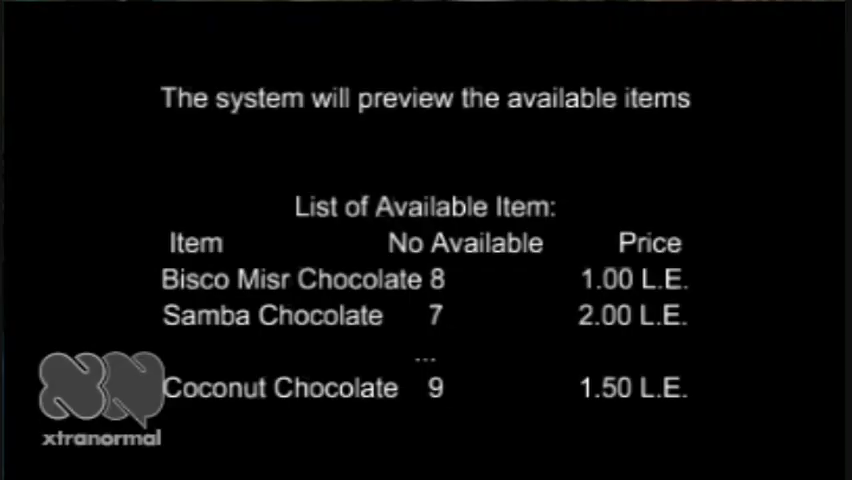 The system will preview the available items
List of Available Item:
Item No Available Price
Bisco Misr Chocolate 8 1.00 L.E.
Samba Chocolate 7 2.00 L.E.
...
Coconut Chocolate 9 1.50 L.E.
xtranormal